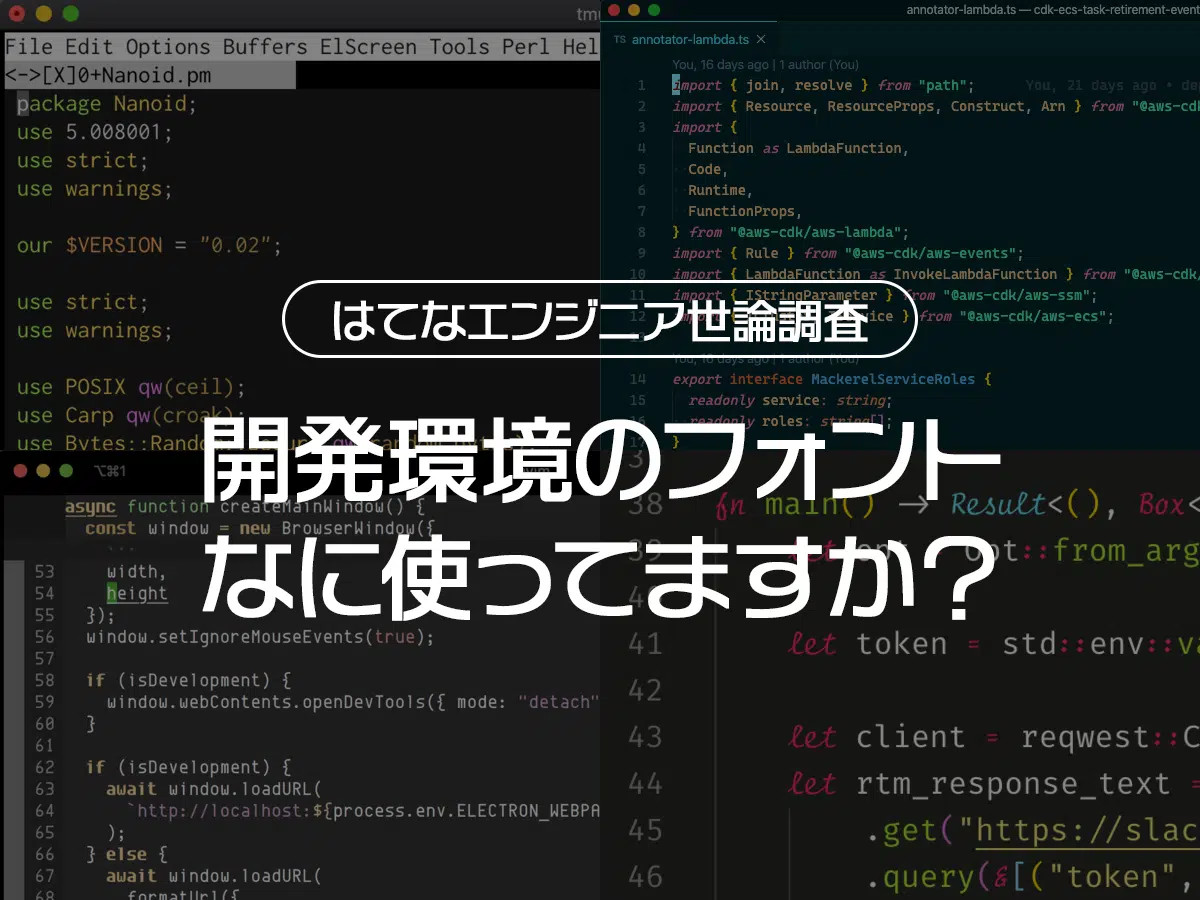 tm
File Edit Options Buffers ElScreen Tools Perl Hel
<->[X]0+Nanoid.pm
package Nanoid;
use 5.008001;
use strict;
use warnings;
our $VERSION = "0.02";
use strict;
use warnings;
use POSIX qw(ceil);
use Carp qw(croak);
use Bytes::Random
annotator-lambda.ts — cdk-ecs-task-retirement-event
TS annotator-lambda.ts ×
You, 16 days ago | 1 author (You)
1 import { join, resolve } from "path"; You, 21 days ago • de
2 import { Resource, ResourceProps, Construct, Arn } from "@aws-cdk
3 import {
4 Function as LambdaFunction,
5 Code,
6 Runtime,
7 FunctionProps,
8 } from "@aws-cdk/aws-lambda";
9 import { Rule } from "@aws-cdk/aws-events";
10 import { LambdaFunction as InvokeLambdaFunction } from "@aws-cdk/
11 import { IStringParameter } from "@aws-cdk/aws-ssm";
12 } from "@aws-cdk/aws-ecs";
13
You, 16 days ago | 1 author (You)
14 export interface MackerelServiceRoles {
15 readonly service: string;
16 readonly roles: string[];
17 }
はてなエンジニア世論調査
開発環境のフォント
なに使ってますか?
⌥⌘1
async function createMainWindow() {
const window = new BrowserWindow({
53 width,
54 height
55 });
56 window.setIgnoreMouseEvents(true);
57
58 if (isDevelopment) {
59 window.webContents.openDevTools({ mode: "detach"
60 }
61
62 if (isDevelopment) {
63 await window.loadURL(
64 `http://localhost:${process.env.ELECTRON_WEBPA
65 );
66 } else {
67 await window.loadURL(
68 formatUrl({
38 fn main() -> Result<(), Box<
39 let opt = Opt::from_arg
41 let token = std::env::va
42
43 let client = reqwest::C
44 let rtm_response_text =
45 .get("https://slac
46 .query(&[("token",